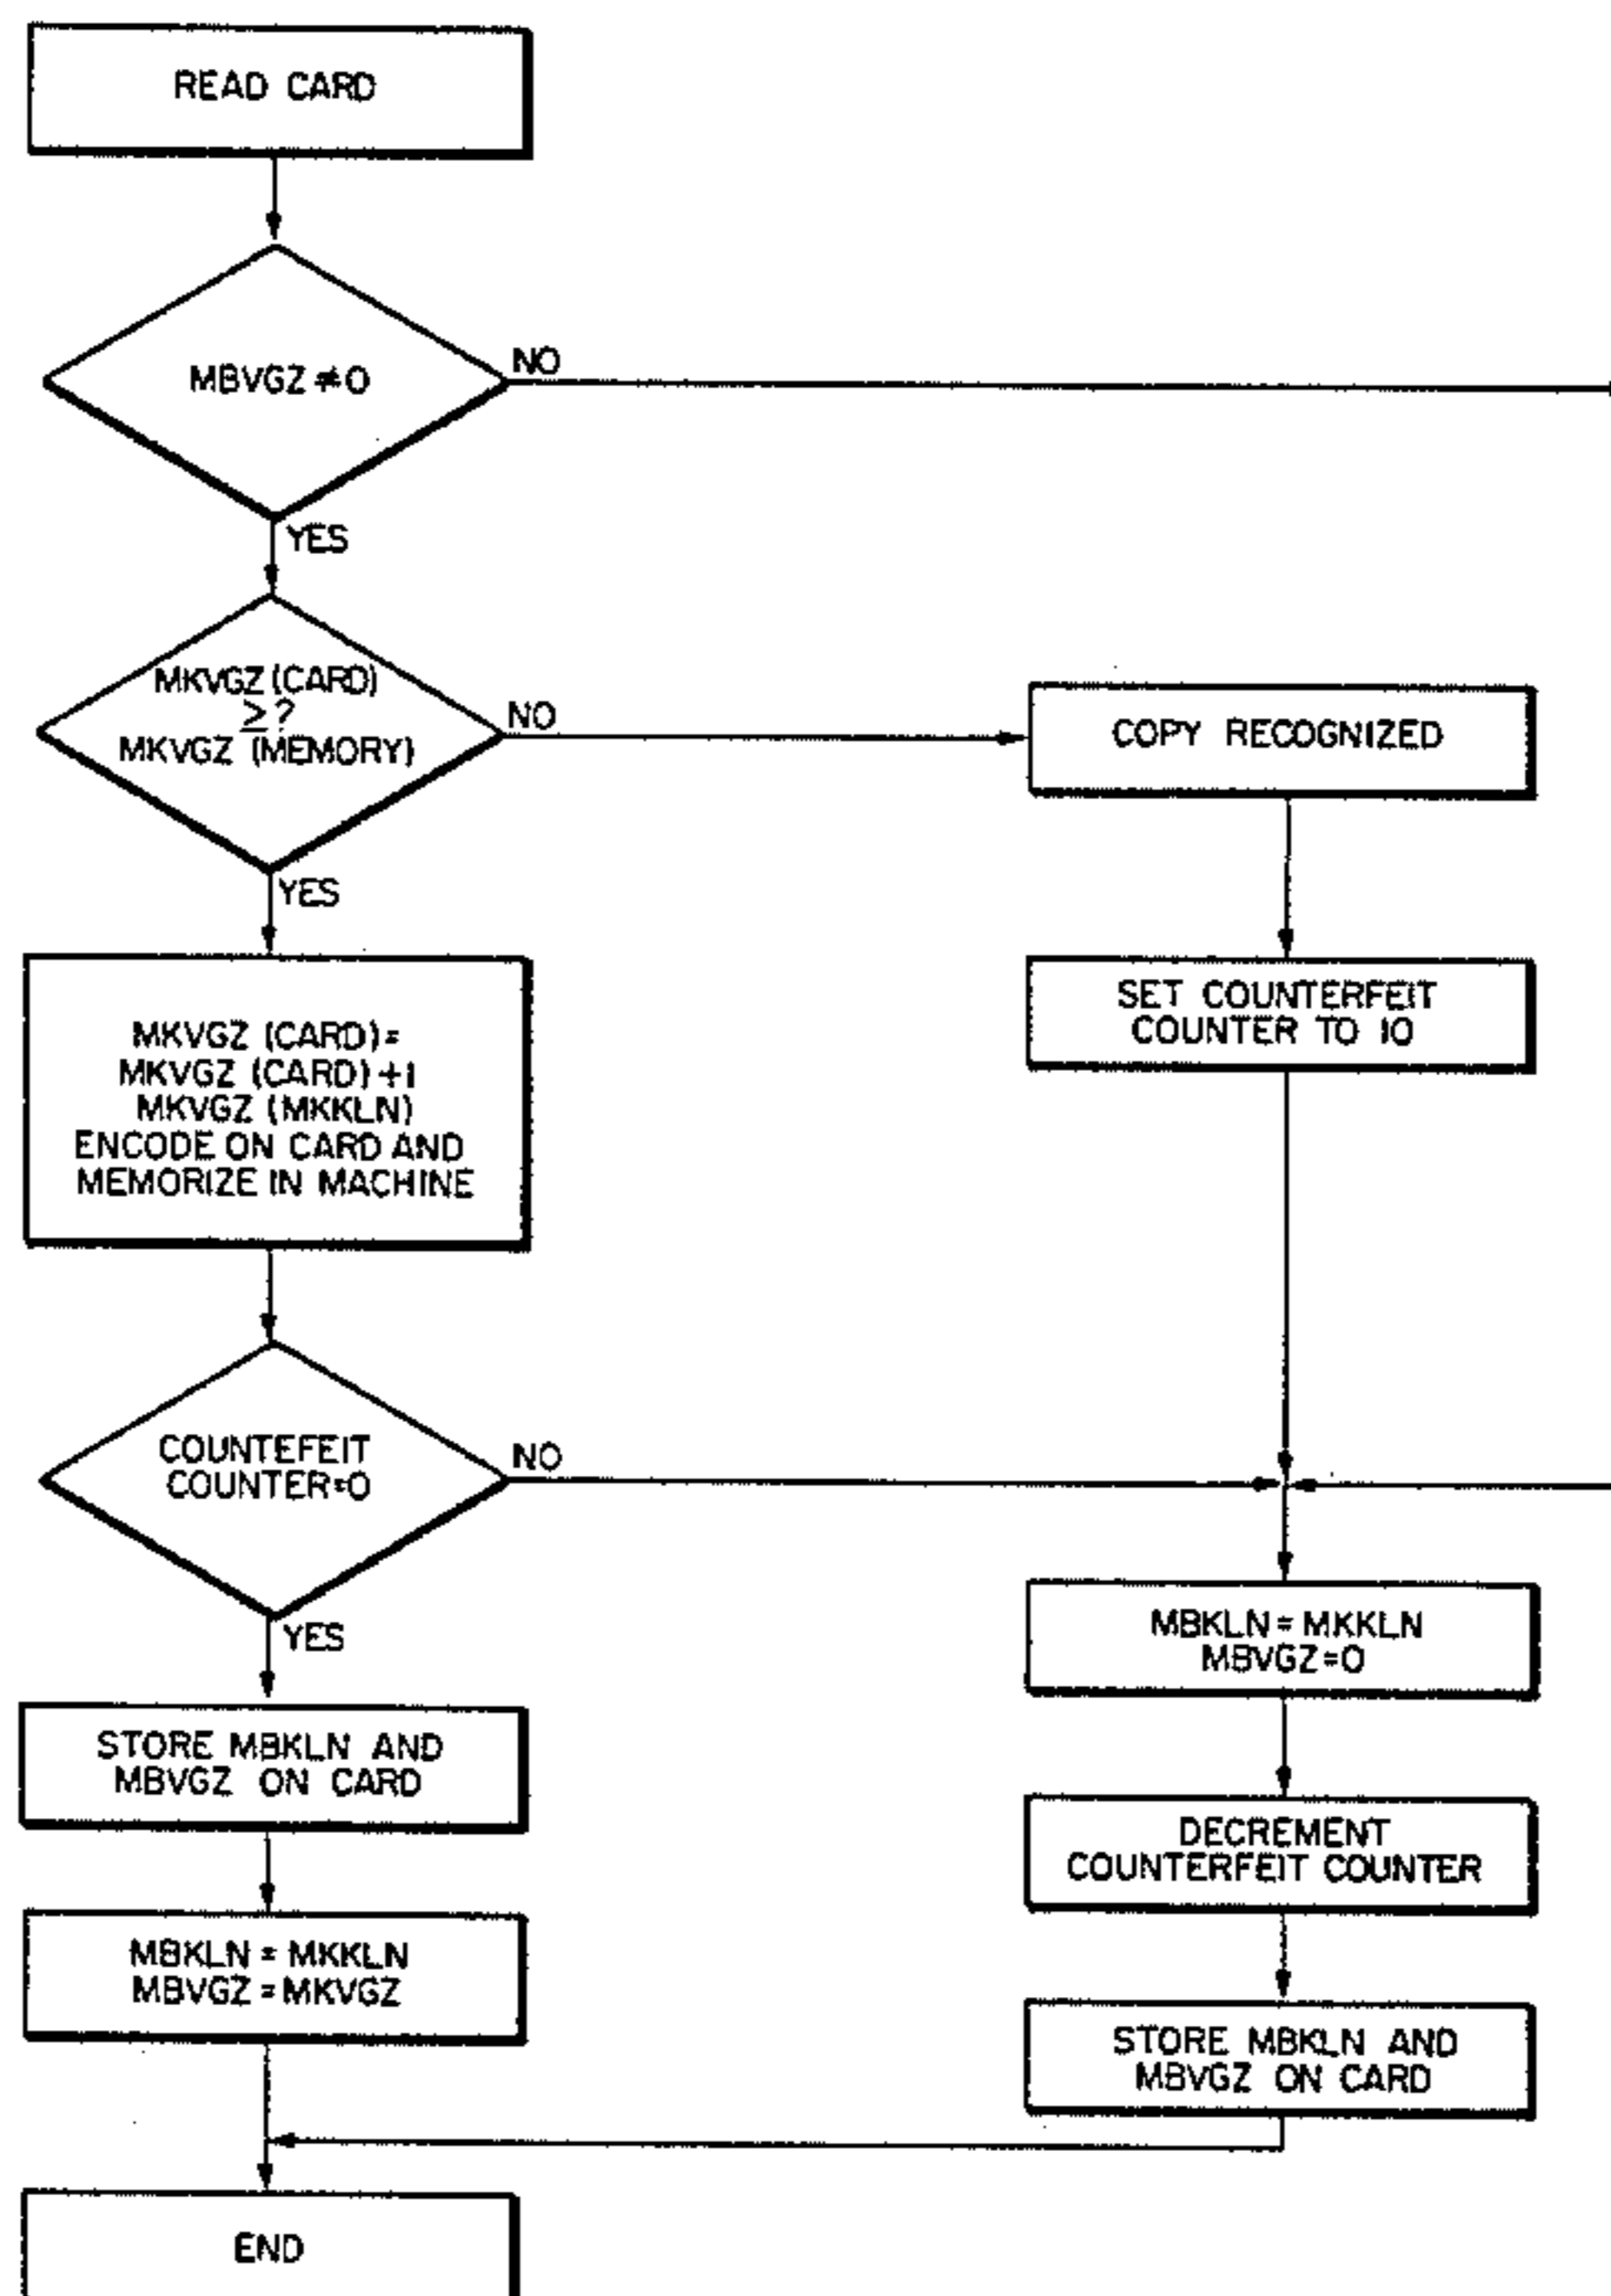 READ CARD
MBVGZ ≠ 0
NO
YES
MKVGZ (CARD)
≥ ?
MKVGZ (MEMORY)
NO
YES
COPY RECOGNIZED
SET COUNTERFEIT
COUNTER TO 10
MKVGZ (CARD)=
MKVGZ (CARD)+1
MKVGZ (MKKLN)
ENCODE ON CARD AND
MEMORIZE IN MACHINE
COUNTEFEIT
COUNTER=0
NO
YES
MBKLN = MKKLN
MBVGZ=0
STORE MBKLN AND
MBVGZ ON CARD
DECREMENT
COUNTERFEIT COUNTER
MBKLN = MKKLN
MBVGZ = MKVGZ
STORE MBKLN AND
MBVGZ ON CARD
END